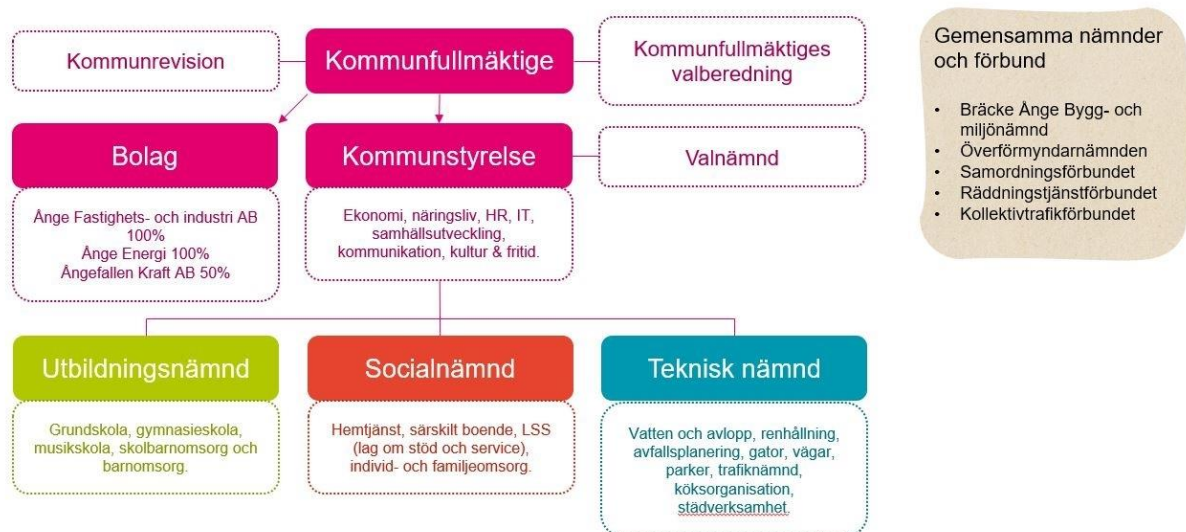 Kommunrevision
Kommunfullmäktige
Kommunfullmäktiges
valberedning
Bolag
Ånge Fastighets- och industri AB
100%
Ånge Energi 100%
Ångefallen Kraft AB 50%
Kommunstyrelse
Ekonomi, näringsliv, HR, IT,
samhällsutveckling,
kommunikation, kultur & fritid.
Valnämnd
Utbildningsnämnd
Grundskola, gymnasieskola,
musikskola, skolbarnomsorg och
barnomsorg.
Socialnämnd
Hemtjänst, särskilt boende, LSS
(lag om stöd och service),
individ- och familjeomsorg.
Teknisk nämnd
Vatten och avlopp, renhållning,
avfallsplanering, gator, vägar,
parker, trafiknämnd,
köksorganisation,
städverksamhet.
Gemensamma nämnder
och förbund
• Bräcke Ånge Bygg- och
miljönämnd
• Överförmyndarnämnden
• Samordningsförbundet
• Räddningstjänstförbundet
• Kollektivtrafikförbundet